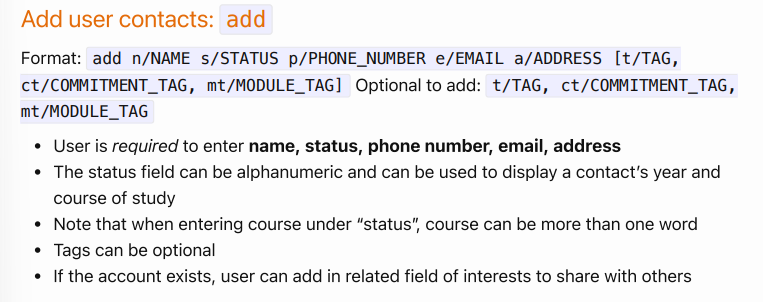 Add user contacts: add
Format: add n/NAME s/STATUS p/PHONE_NUMBER e/EMAIL a/ADDRESS [t/TAG,
ct/COMMITMENT_TAG, mt/MODULE_TAG] Optional to add: t/TAG, ct/COMMITMENT_TAG,
mt/MODULE_TAG
• User is required to enter name, status, phone number, email, address
• The status field can be alphanumeric and can be used to display a contact’s year and
course of study
• Note that when entering course under “status”, course can be more than one word
• Tags can be optional
• If the account exists, user can add in related field of interests to share with others